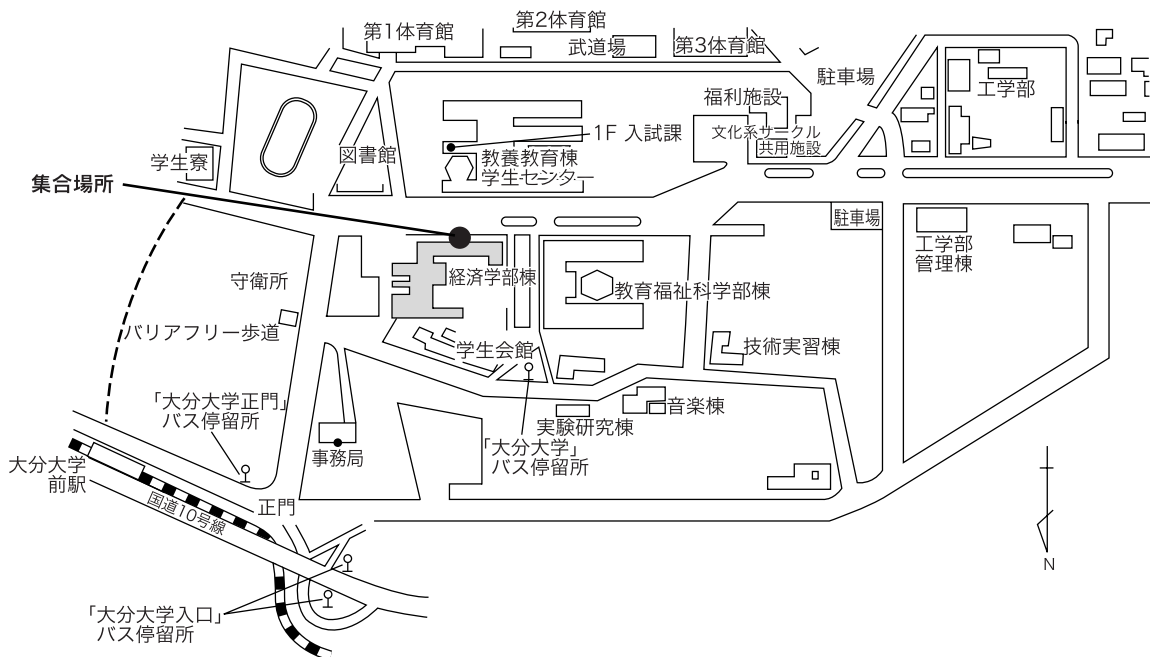 第1体育館
第2体育館
武道場
第3体育館
駐車場
工学部
福利施設
1F 入試課
文化系サークル
共用施設
図書館
教養教育棟
学生センター
学生寮
集合場所
駐車場
工学部
管理棟
守衛所
経済学部棟
教育福祉科学部棟
バリアフリー歩道
学生会館
技術実習棟
「大分大学正門」
バス停留所
音楽棟
実験研究棟
「大分大学」
バス停留所
事務局
大分大学
前駅
国道10号線
正門
N
「大分大学入口」
バス停留所